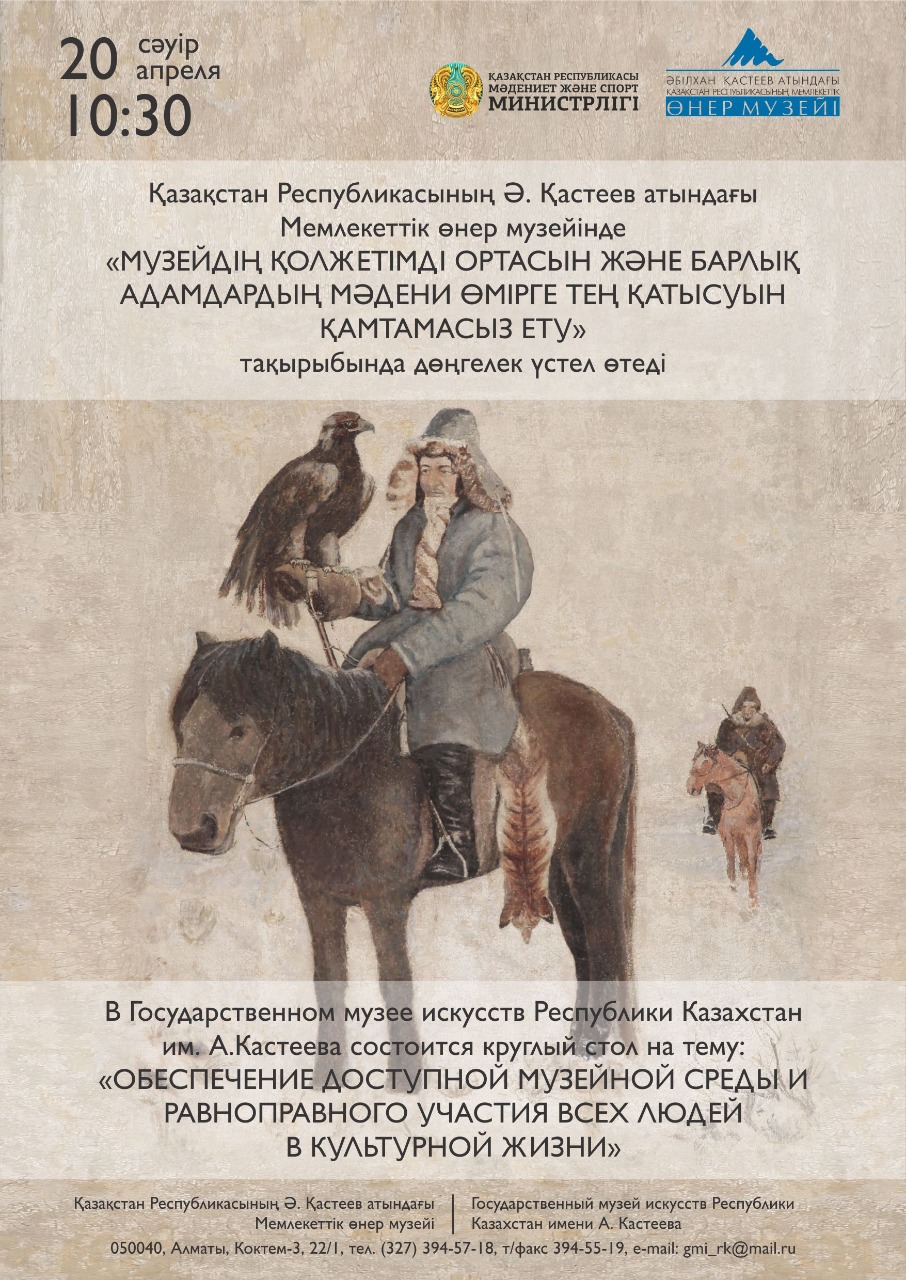 20 сәуір
апреля
10:30
ҚАЗАҚСТАН РЕСПУБЛИКАСЫ
МӘДЕНИЕТ ЖӘНЕ СПОРТ
МИНИСТРЛІГІ
ӘБІЛХАН ҚАСТЕЕВ АТЫНДАҒЫ
ҚАЗАҚСТАН РЕСПУБЛИКАСЫНЫҢ МЕМЛЕКЕТТІК
ӨНЕР МУЗЕЙІ
Қазақстан Республикасының Ә. Қастеев атындағы
Мемлекеттік өнер музейінде
«МУЗЕЙДІҢ ҚОЛЖЕТІМДІ ОРТАСЫН ЖӘНЕ БАРЛЫҚ
АДАМДАРДЫҢ МӘДЕНИ ӨМІРГЕ ТЕҢ ҚАТЫСУЫН
ҚАМТАМАСЫЗ ЕТУ»
тақырыбында дөңгелек үстел өтеді
В Государственном музее искусств Республики Казахстан
им. А.Кастеева состоится круглый стол на тему:
«ОБЕСПЕЧЕНИЕ ДОСТУПНОЙ МУЗЕЙНОЙ СРЕДЫ И
РАВНОПРАВНОГО УЧАСТИЯ ВСЕХ ЛЮДЕЙ
В КУЛЬТУРНОЙ ЖИЗНИ»
Қазақстан Республикасының Ә. Қастеев атындағы
Мемлекеттік өнер музейі
Государственный музей искусств Республики
Казахстан имени А. Кастеева
050040, Алматы, Коктем-3, 22/1, тел. (327) 394-57-18, т/факс 394-55-19, e-mail: gmi_rk@mail.ru